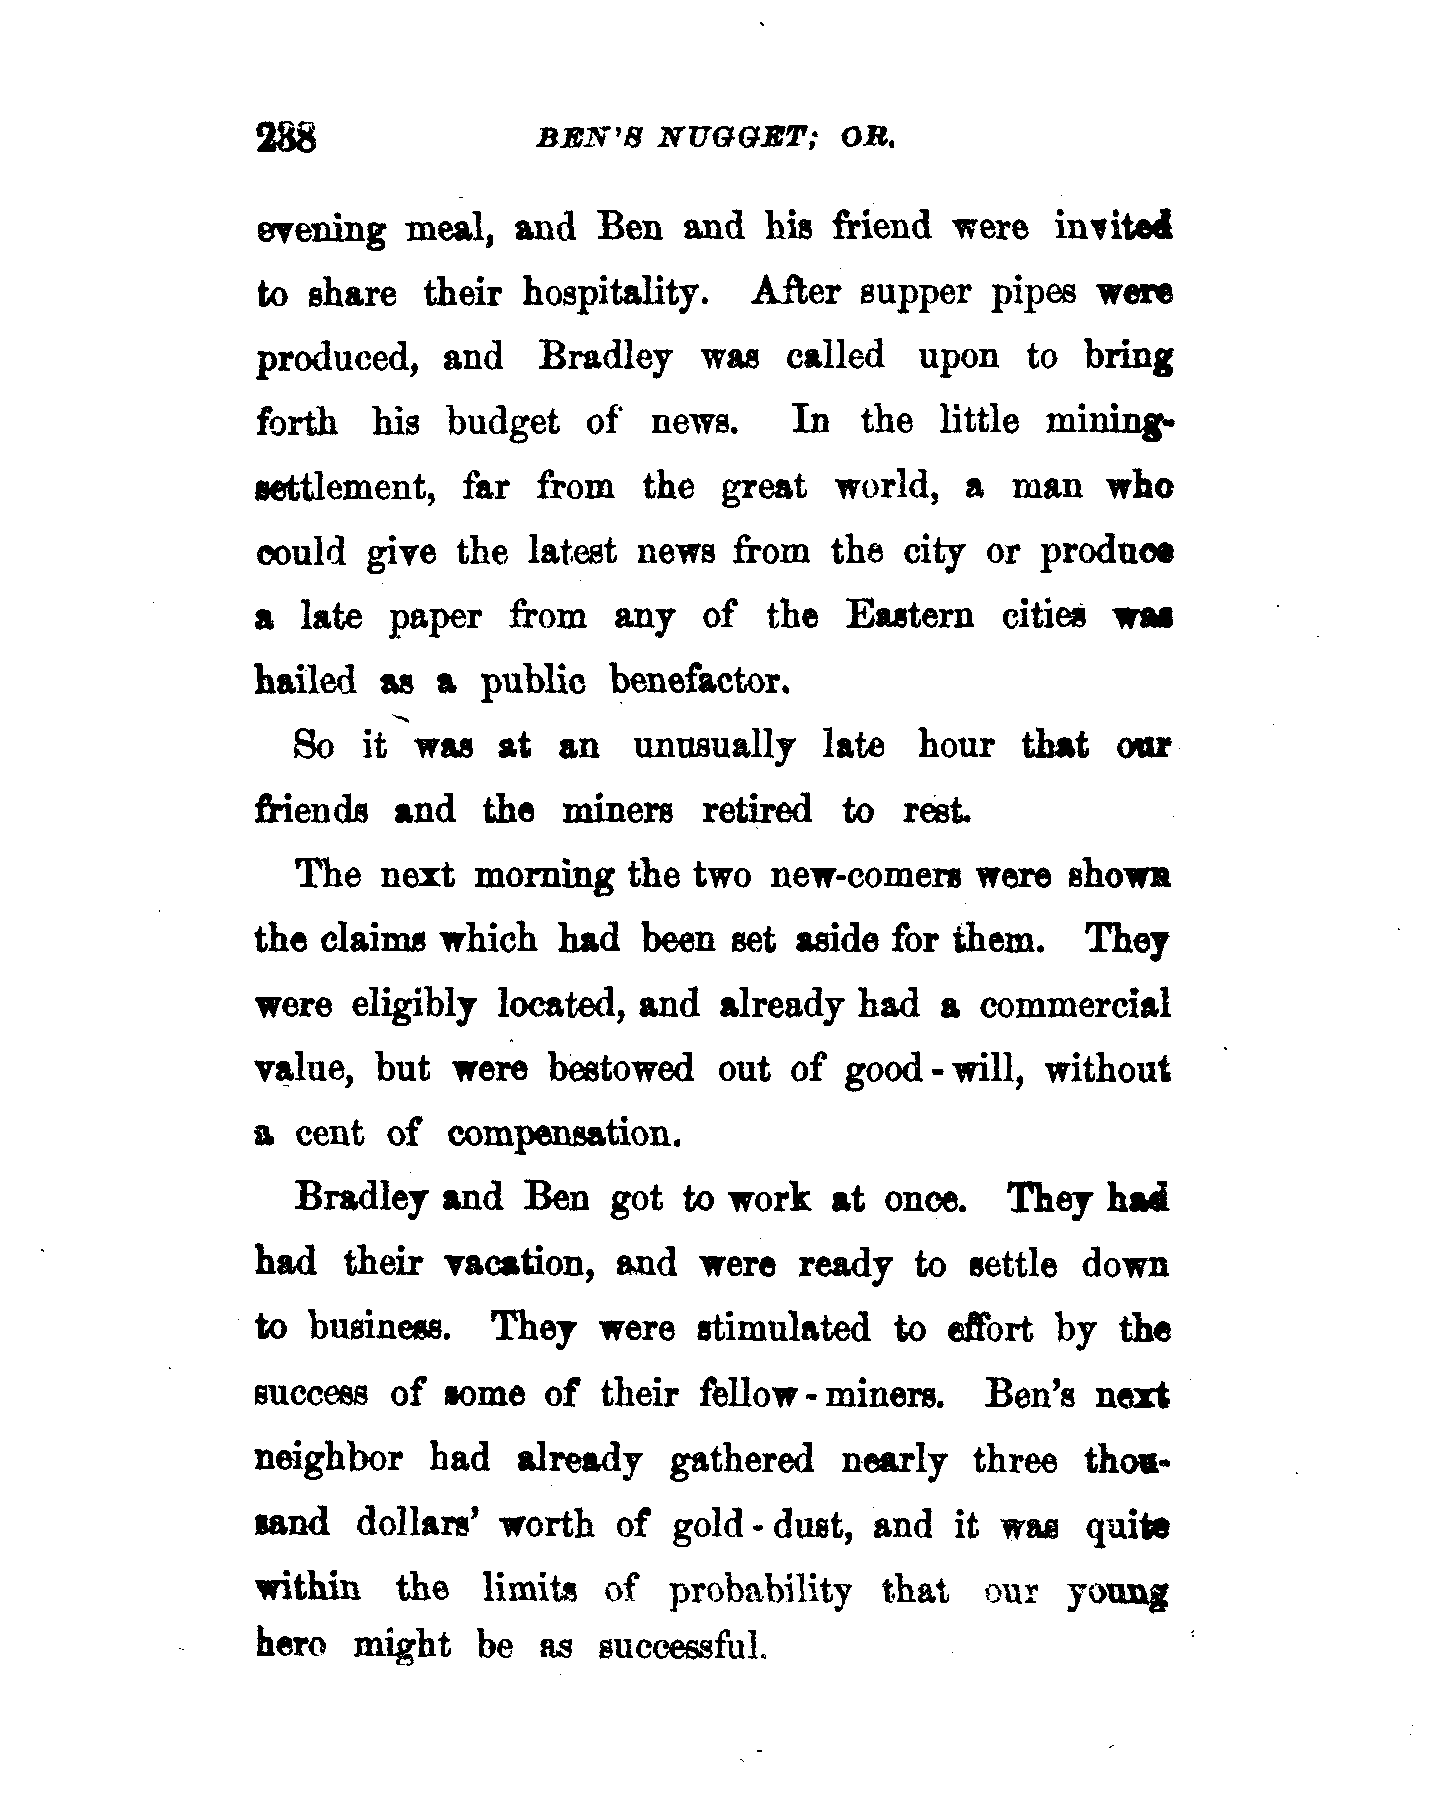 238 BEN'S NUGGET; OR,
evening meal, and Ben and his friend were invited
to share their hospitality. After supper pipes were
produced, and Bradley was called upon to bring
forth his budget of news. In the little mining-
settlement, far from the great world, a man who
could give the latest news from the city or produce
a late paper from any of the Eastern cities was
hailed as a public benefactor.
So it was at an unusually late hour that our
friends and the miners retired to rest.
The next morning the two new-comers were shown
the claims which had been set aside for them. They
were eligibly located, and already had a commercial
value, but were bestowed out of good-will, without
a cent of compensation.
Bradley and Ben got to work at once. They had
had their vacation, and were ready to settle down
to business. They were stimulated to effort by the
success of some of their fellow-miners. Ben's next
neighbor had already gathered nearly three thou-
sand dollars' worth of gold-dust, and it was quite
within the limits of probability that our young
hero might be as successful.